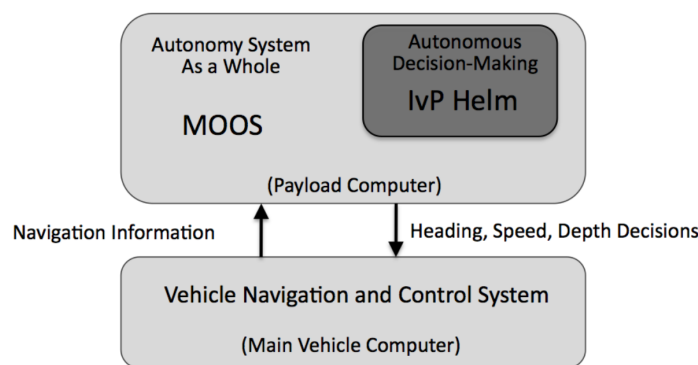 Autonomy System
As a Whole
MOOS
Autonomous
Decision-Making
IvP Helm
(Payload Computer)
Navigation Information
Heading, Speed, Depth Decisions
Vehicle Navigation and Control System
(Main Vehicle Computer)